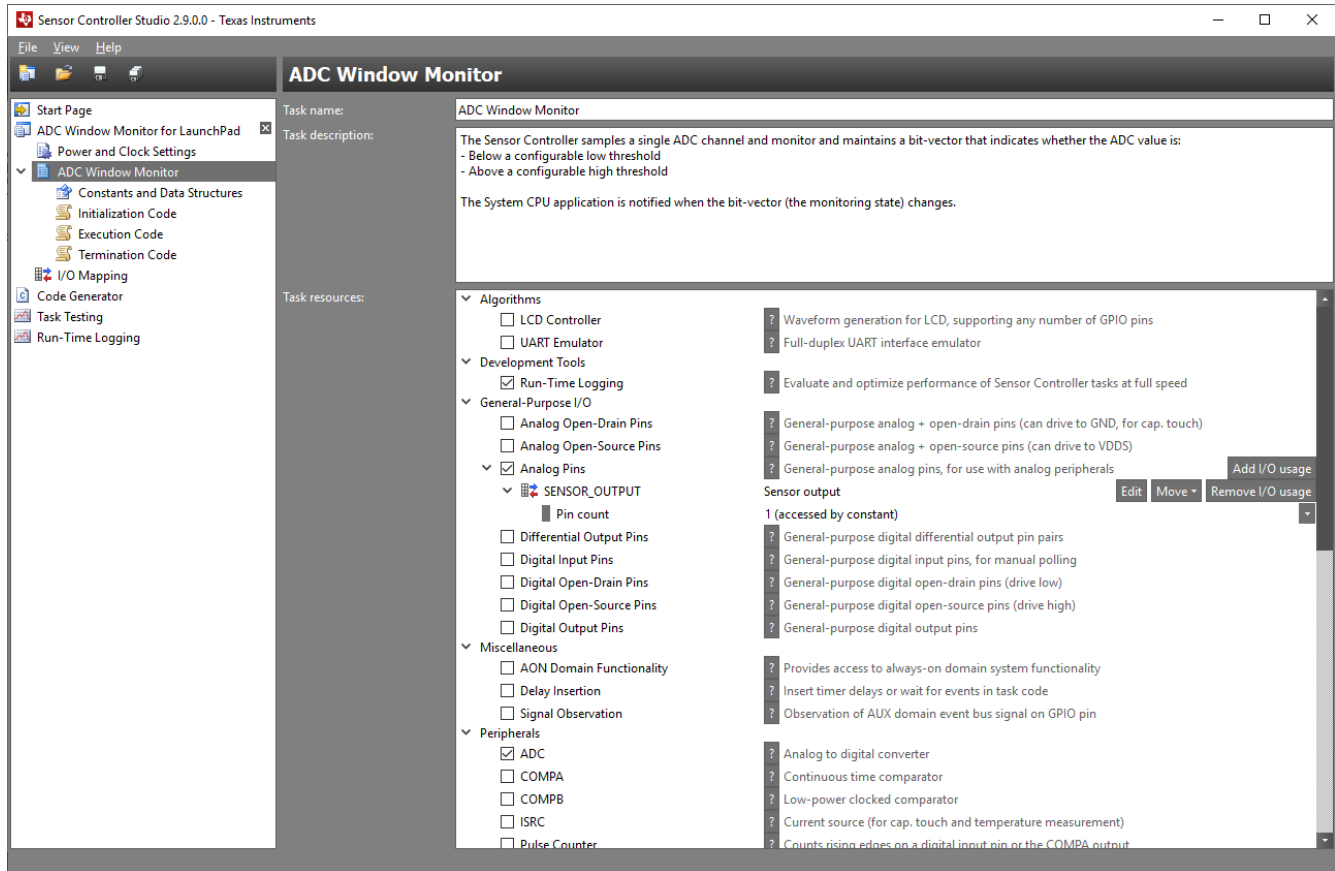 Sensor Controller Studio 2.9.0.0 - Texas Instruments
File View Help
ADC Window Monitor
Start Page
ADC Window Monitor for LaunchPad
Power and Clock Settings
ADC Window Monitor
Constants and Data Structures
Initialization Code
Execution Code
Termination Code
I/O Mapping
Code Generator
Task Testing
Run-Time Logging
Task name: ADC Window Monitor
Task description:
The Sensor Controller samples a single ADC channel and monitor and maintains a bit-vector that indicates whether the ADC value is:
- Below a configurable low threshold
- Above a configurable high threshold
The System CPU application is notified when the bit-vector (the monitoring state) changes.
Task resources:
Algorithms
LCD Controller ? Waveform generation for LCD, supporting any number of GPIO pins
UART Emulator ? Full-duplex UART interface emulator
Development Tools
Run-Time Logging ? Evaluate and optimize performance of Sensor Controller tasks at full speed
General-Purpose I/O
Analog Open-Drain Pins ? General-purpose analog + open-drain pins (can drive to GND, for cap. touch)
Analog Open-Source Pins ? General-purpose analog + open-source pins (can drive to VDDS)
Analog Pins ? General-purpose analog pins, for use with analog peripherals Add I/O usage
SENSOR_OUTPUT Sensor output Edit Move Remove I/O usage
Pin count 1 (accessed by constant)
Differential Output Pins ? General-purpose digital differential output pin pairs
Digital Input Pins ? General-purpose digital input pins, for manual polling
Digital Open-Drain Pins ? General-purpose digital open-drain pins (drive low)
Digital Open-Source Pins ? General-purpose digital open-source pins (drive high)
Digital Output Pins ? General-purpose digital output pins
Miscellaneous
AON Domain Functionality ? Provides access to always-on domain system functionality
Delay Insertion ? Insert timer delays or wait for events in task code
Signal Observation ? Observation of AUX domain event bus signal on GPIO pin
Peripherals
ADC ? Analog to digital converter
COMPA ? Continuous time comparator
COMPB ? Low-power clocked comparator
ISRC ? Current source (for cap. touch and temperature measurement)
Pulse Counter ? Counts rising edges on a digital input pin or the COMPA output